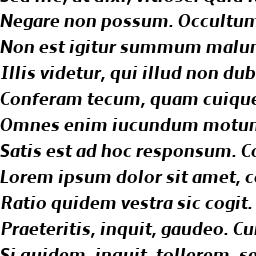 Negare non possum. Occultum
Non est igitur summum malum
Illis videtur, qui illud non dub
Conferam tecum, quam cuique
Omnes enim iucundum motum
Satis est ad hoc responsum. Co
Lorem ipsum dolor sit amet, co
Ratio quidem vestra sic cogit.
Praeteritis, inquit, gaudeo. Cu
Si quidem, inquit, tollerem, se